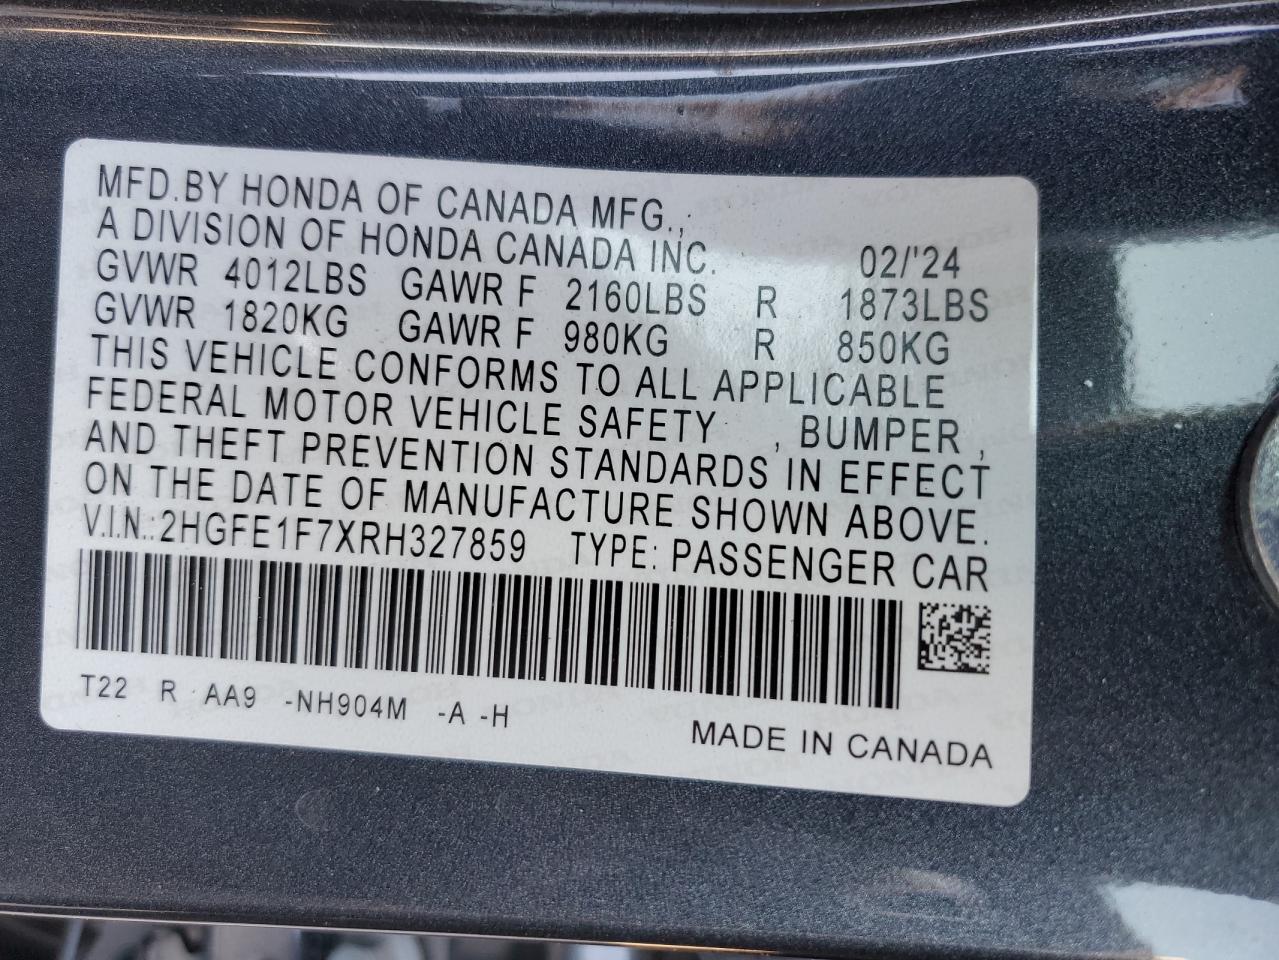 MFD.BY HONDA OF CANADA MFG.,
A DIVISION OF HONDA CANADA INC. 02/'24
GVWR 4012LBS GAWR F 2160LBS R 1873LBS
GVWR 1820KG GAWR F 980KG R 850KG
THIS VEHICLE CONFORMS TO ALL APPLICABLE
FEDERAL MOTOR VEHICLE SAFETY , BUMPER ,
AND THEFT PREVENTION STANDARDS IN EFFECT
ON THE DATE OF MANUFACTURE SHOWN ABOVE.
V.I.N.:2HGFE1F7XRH327859 TYPE: PASSENGER CAR
T22 R AA9 -NH904M -A -H
MADE IN CANADA